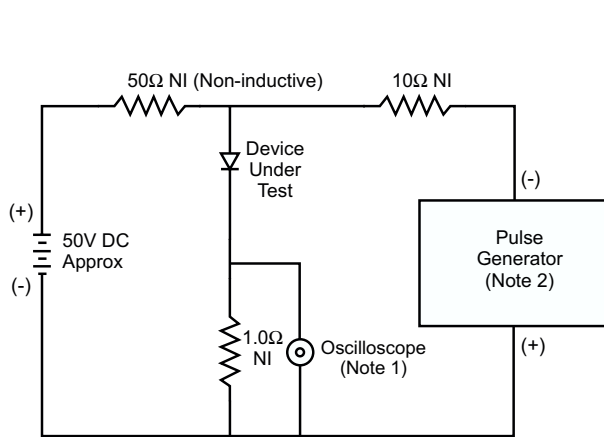 50Ω NI (Non-inductive)
10Ω NI
Device
Under
Test
(-)
(+)
50V DC
Approx
(-)
Pulse
Generator
(Note 2)
1.0Ω
NI
Oscilloscope
(Note 1)
(+)